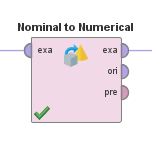 Nominal to Numerical
exa exa
ori
pre